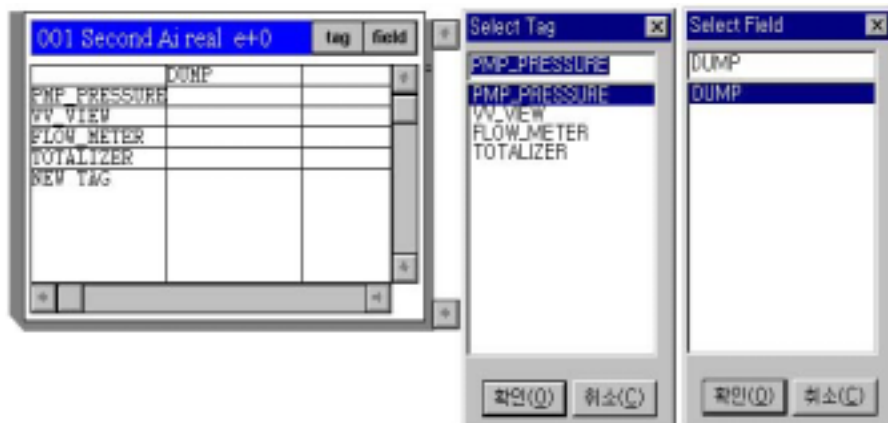 001 Second Ai real e+0 tag field
DUMP
PMP_PRESSURE
VV_VIEW
FLOW_METER
TOTALIZER
NEW TAG
Select Tag
PMP_PRESSURE
PMP_PRESSURE
VV_VIEW
FLOW_METER
TOTALIZER
확인(O) 취소(C)
Select Field
DUMP
DUMP
확인(O) 취소(C)